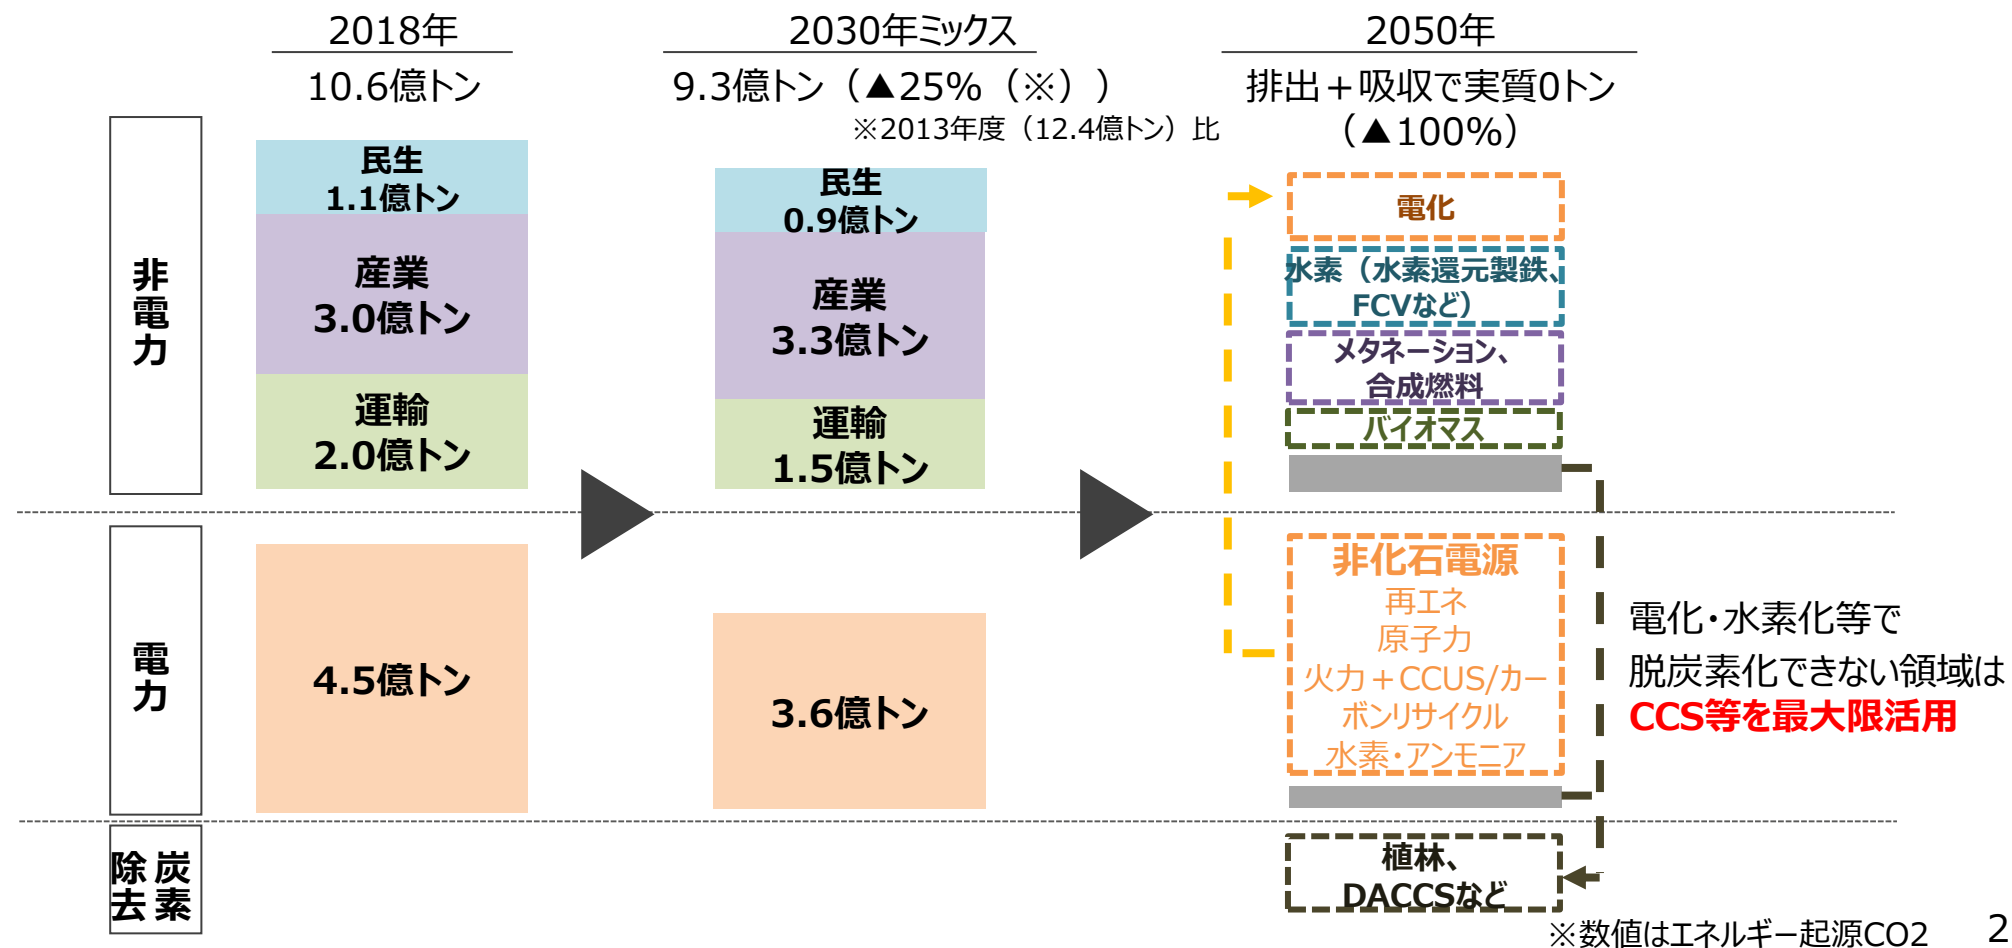 2018年
10.6億トン
2030年ミックス
9.3億トン（▲25%（※））
※2013年度（12.4億トン）比
2050年
排出＋吸収で実質0トン
（▲100%）
非電力
民生
1.1億トン
産業
3.0億トン
運輸
2.0億トン
民生
0.9億トン
産業
3.3億トン
運輸
1.5億トン
電化
水素（水素還元製鉄、
FCVなど）
メタネーション、
合成燃料
バイオマス
電力
4.5億トン
3.6億トン
非化石電源
再エネ
原子力
火力＋CCUS/カー
ボンリサイクル
水素・アンモニア
電化・水素化等で
脱炭素化できない領域は
CCS等を最大限活用
炭素
除去
植林、
DACCSなど
※数値はエネルギー起源CO2
2